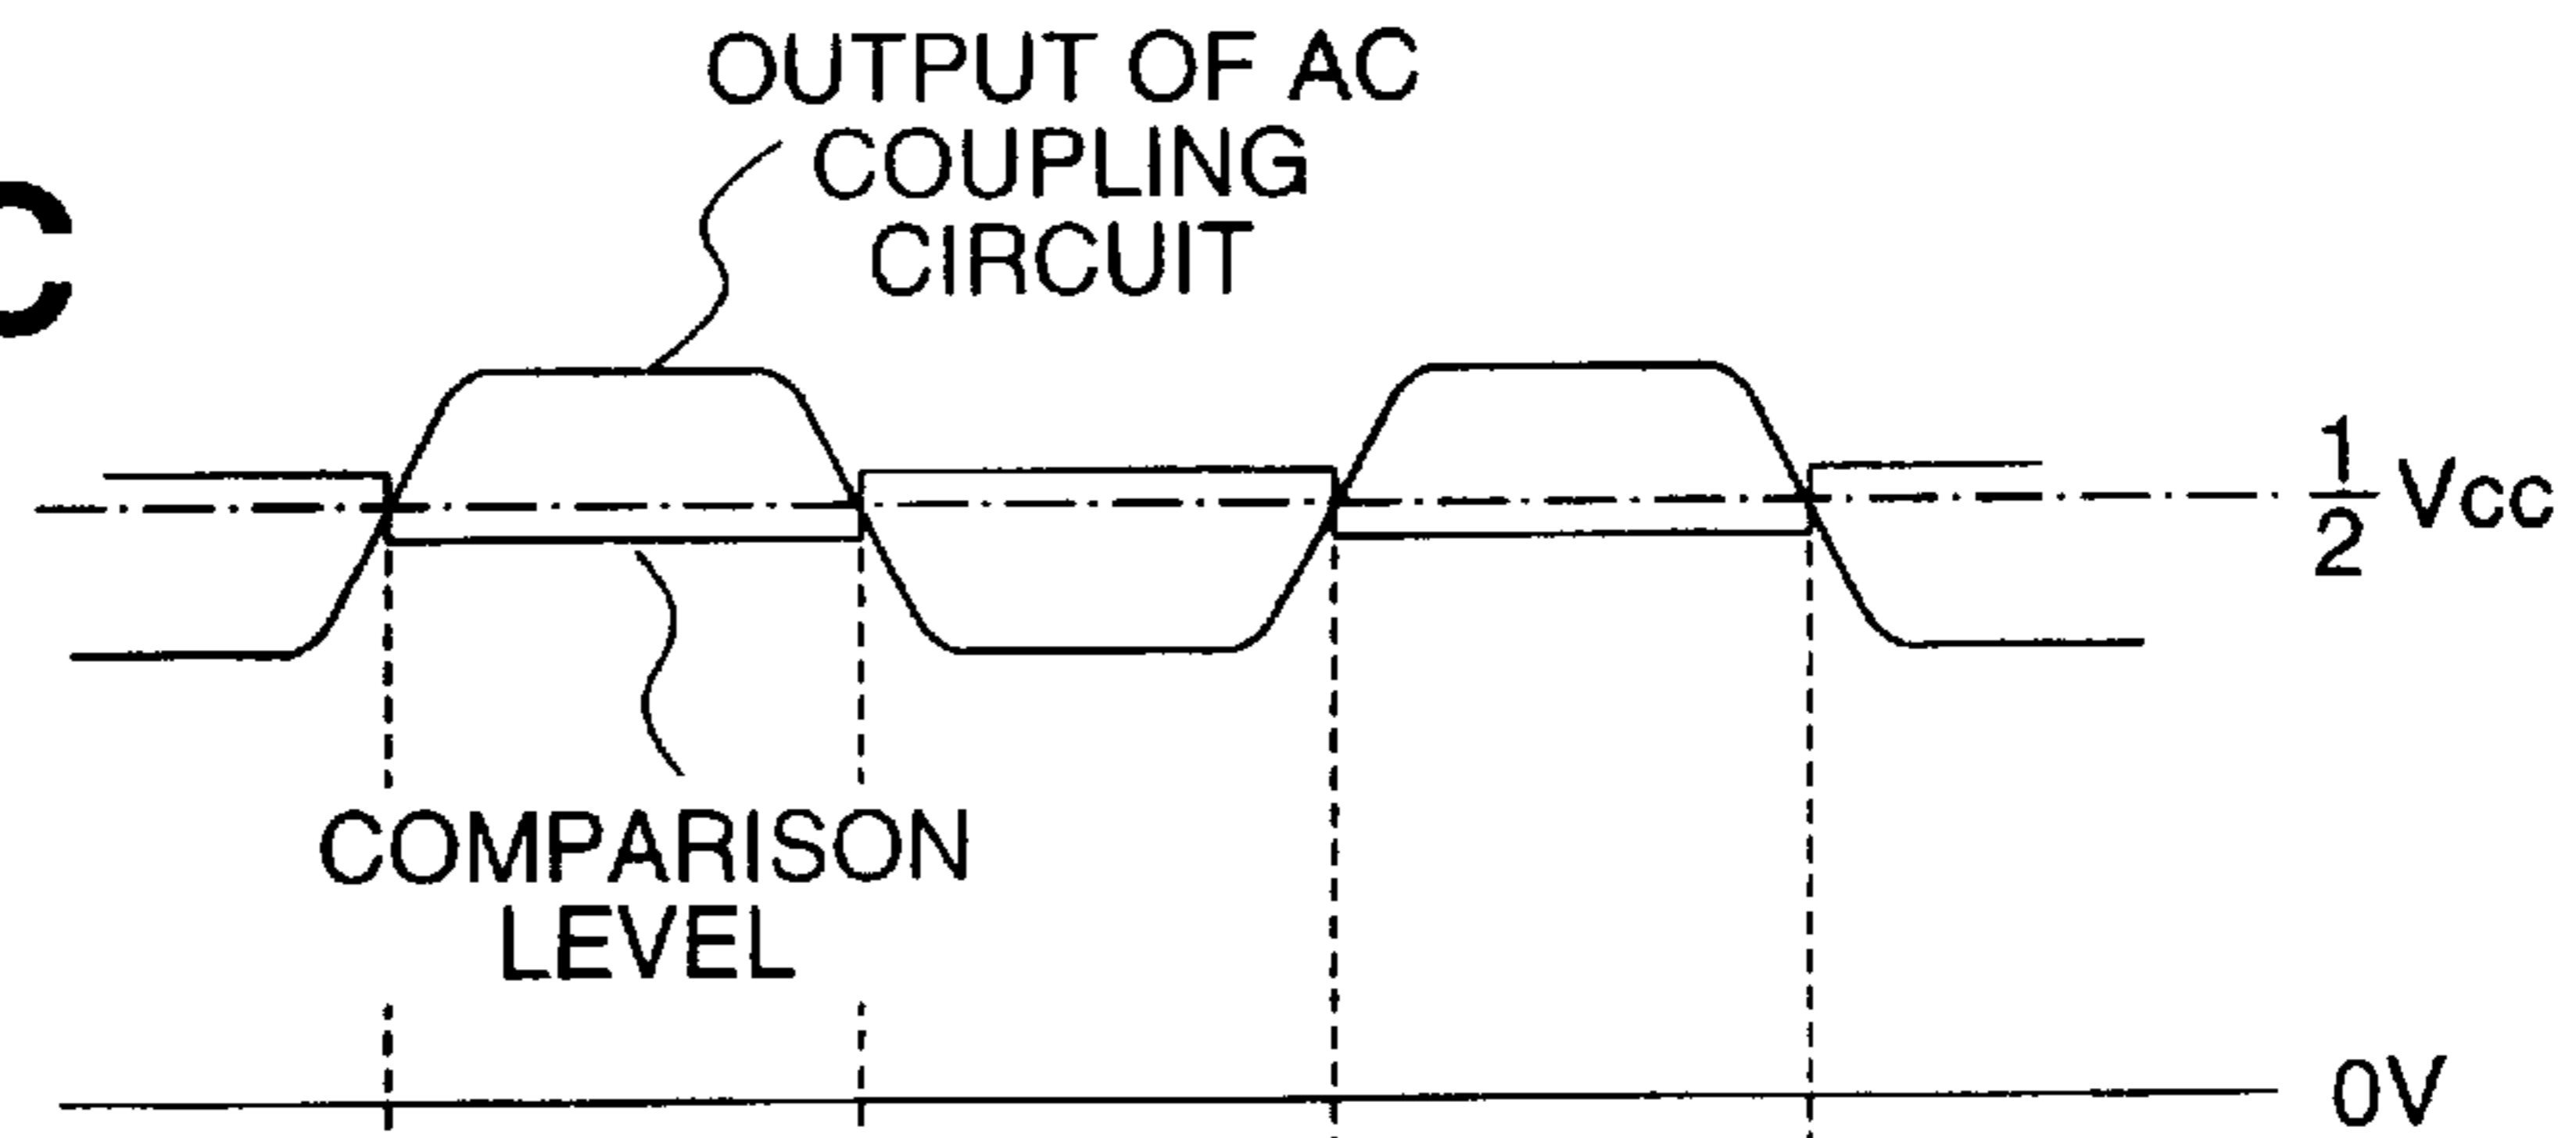 OUTPUT OF AC
COUPLING
CIRCUIT
C
1/2 Vcc
COMPARISON
LEVEL
0V